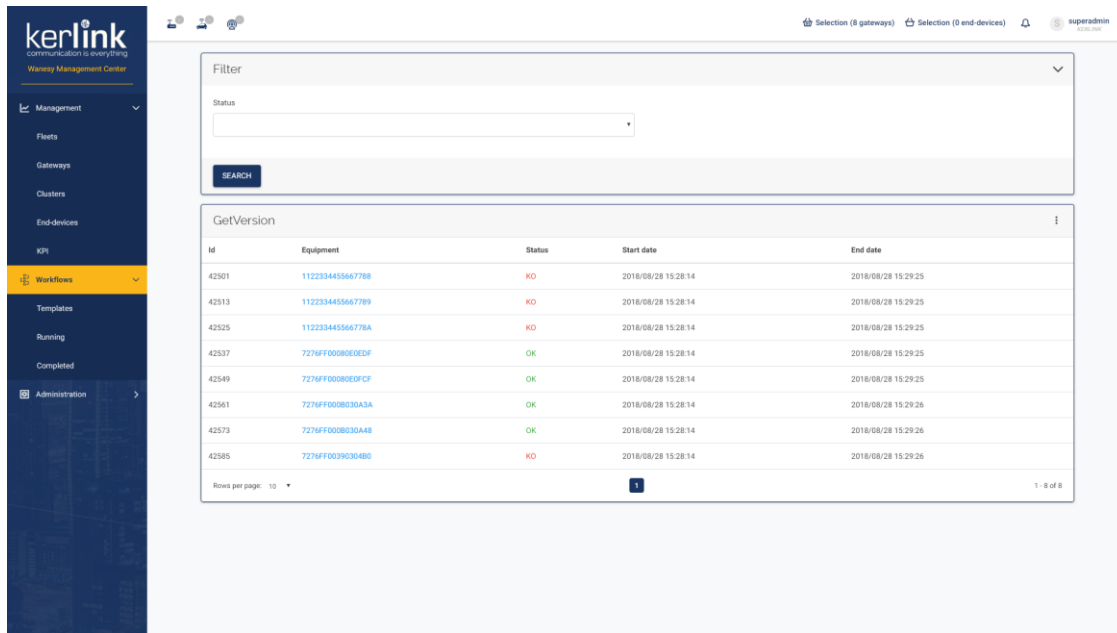 kerlink
communication is everything
Wanesy Management Center
Management
Fleets
Gateways
Clusters
End-devices
KPI
Workflows
Templates
Running
Completed
Administration
Selection (8 gateways) Selection (0 end-devices) S superadmin
KERLINK
Filter
Status
SEARCH
GetVersion
Id Equipment Status Start date End date
42501 1122334455667788 KO 2018/08/28 15:28:14 2018/08/28 15:29:25
42513 1122334455667789 KO 2018/08/28 15:28:14 2018/08/28 15:29:25
42525 112233445566778A KO 2018/08/28 15:28:14 2018/08/28 15:29:25
42537 7276FF00080E0EDF OK 2018/08/28 15:28:14 2018/08/28 15:29:25
42549 7276FF00080E0FCF OK 2018/08/28 15:28:14 2018/08/28 15:29:25
42561 7276FF000B030A3A OK 2018/08/28 15:28:14 2018/08/28 15:29:26
42573 7276FF000B030A48 OK 2018/08/28 15:28:14 2018/08/28 15:29:26
42585 7276FF00390304B0 KO 2018/08/28 15:28:14 2018/08/28 15:29:26
Rows per page: 10 1 1 - 8 of 8